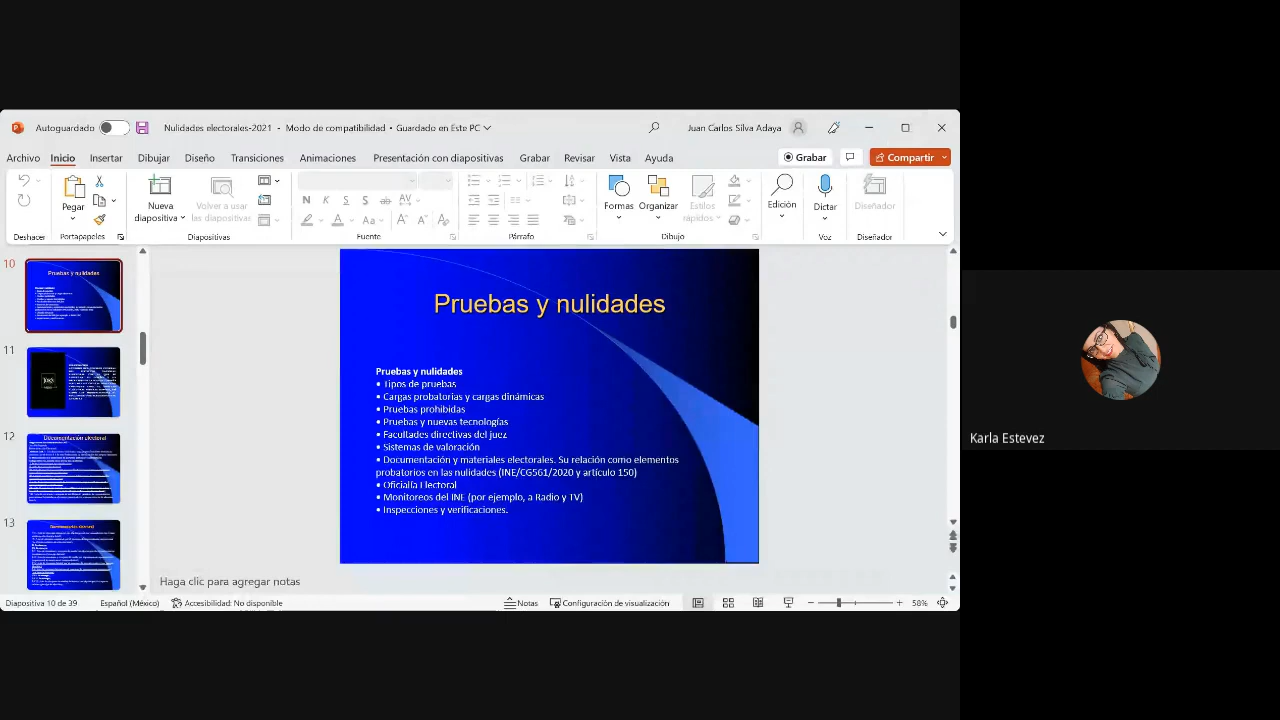 Autoguardado
Nulidades electorales-2021 • Modo de compatibilidad • Guardado en Este PC
Juan Carlos Silva Adaya
Archivo Inicio Insertar Dibujar Diseño Transiciones Animaciones Presentación con diapositivas Grabar Revisar Vista Ayuda
Grabar
Compartir
Pegar
Nueva diapositiva
Volver a usar las diapositivas
N K S S ab AV
Aa A A
Formas
Organizar
Estilos rápidos
Edición
Dictar
Diseñador
Deshacer Portapapeles Diapositivas Fuente Párrafo Dibujo Voz Diseñador
10
Pruebas y nulidades
11
12
Documentación electoral
13
Pruebas y nulidades
Pruebas y nulidades
• Tipos de pruebas
• Cargas probatorias y cargas dinámicas
• Pruebas prohibidas
• Pruebas y nuevas tecnologías
• Facultades directivas del juez
• Sistemas de valoración
• Documentación y materiales electorales. Su relación como elementos
probatorios en las nulidades (INE/CG561/2020 y artículo 150)
• Oficialía Electoral
• Monitoreos del INE (por ejemplo, a Radio y TV)
• Inspecciones y verificaciones.
Haga clic para agregar notas
Diapositiva 10 de 39 Español (México) Accesibilidad: No disponible Notas Configuración de visualización 58%
Karla Estevez